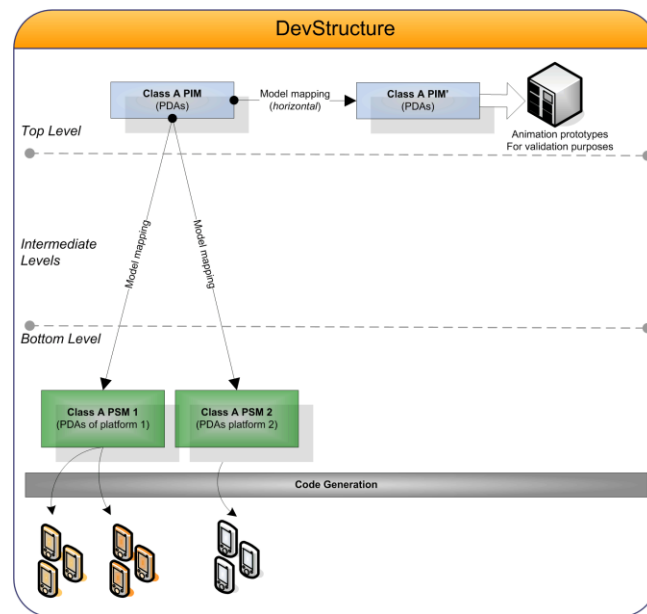 DevStructure
Class A PIM
(PDAs)
Model mapping
(horizontal)
Class A PIM'
(PDAs)
Animation prototypes
For validation purposes
Top Level
Model mapping
Model mapping
Intermediate
Levels
Bottom Level
Class A PSM 1
(PDAs of platform 1)
Class A PSM 2
(PDAs platform 2)
Code Generation